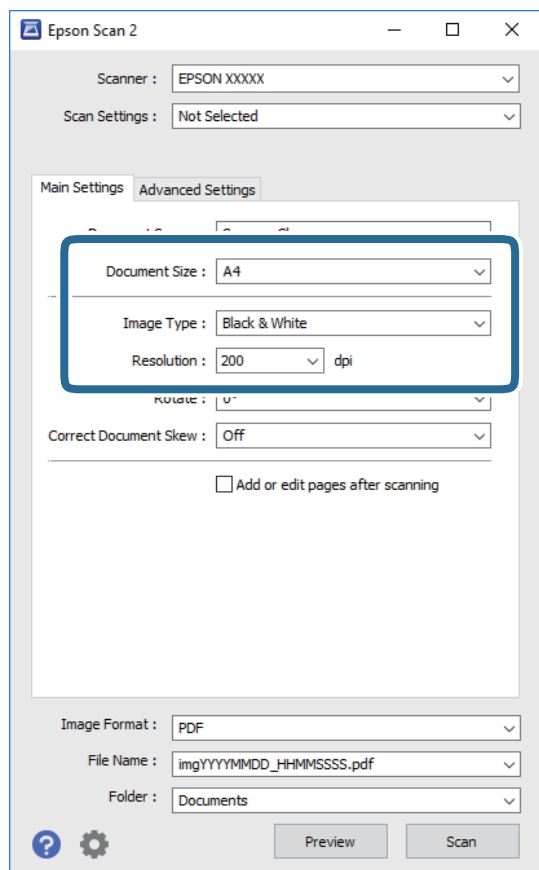 Epson Scan 2
Scanner : EPSON XXXXX
Scan Settings : Not Selected
Main Settings Advanced Settings
Document Size : A4
Image Type : Black & White
Resolution : 200 dpi
Rotate : 0°
Correct Document Skew : Off
Add or edit pages after scanning
Image Format : PDF
File Name : imgYYYYMMDD_HHMMSSSS.pdf
Folder : Documents
? Preview Scan